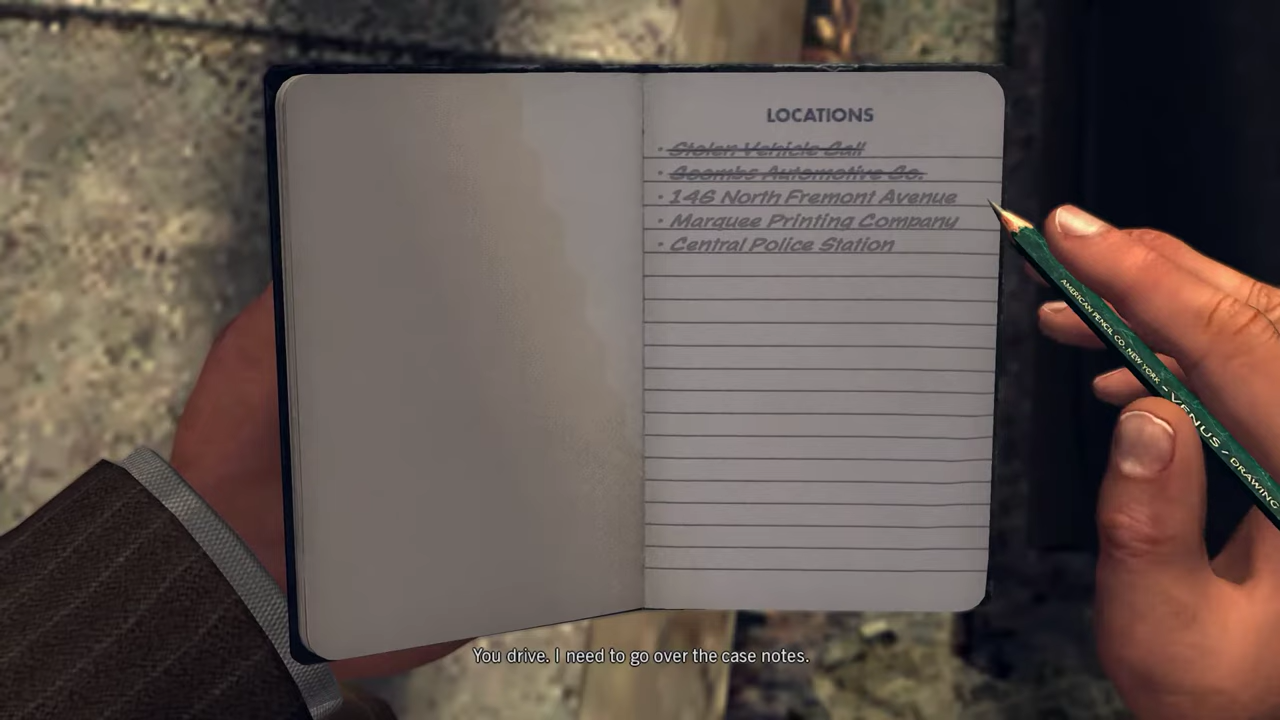 LOCATIONS
· Stolen Vehicle Call
· Coombs Automotive Co.
· 146 North Fremont Avenue
· Marquee Printing Company
· Central Police Station
AMERICAN PENCIL CO. NEW YORK - VENUS / DRAWING
You drive. I need to go over the case notes.